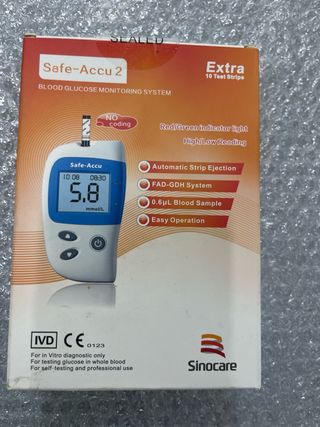 SEALED
Safe-Accu 2
BLOOD GLUCOSE MONITORING SYSTEM
Extra
10 Test Strips
NO
coding
Red/Green indicator light
High/Low Reading
Safe-Accu
10 08 08:30
5.8
mmol/L
Automatic Strip Ejection
FAD-GDH System
0.6μL Blood Sample
Easy Operation
IVD CE 0123
For in Vitro diagnostic only
For testing glucose in whole blood
For self-testing and professional use
Sinocare